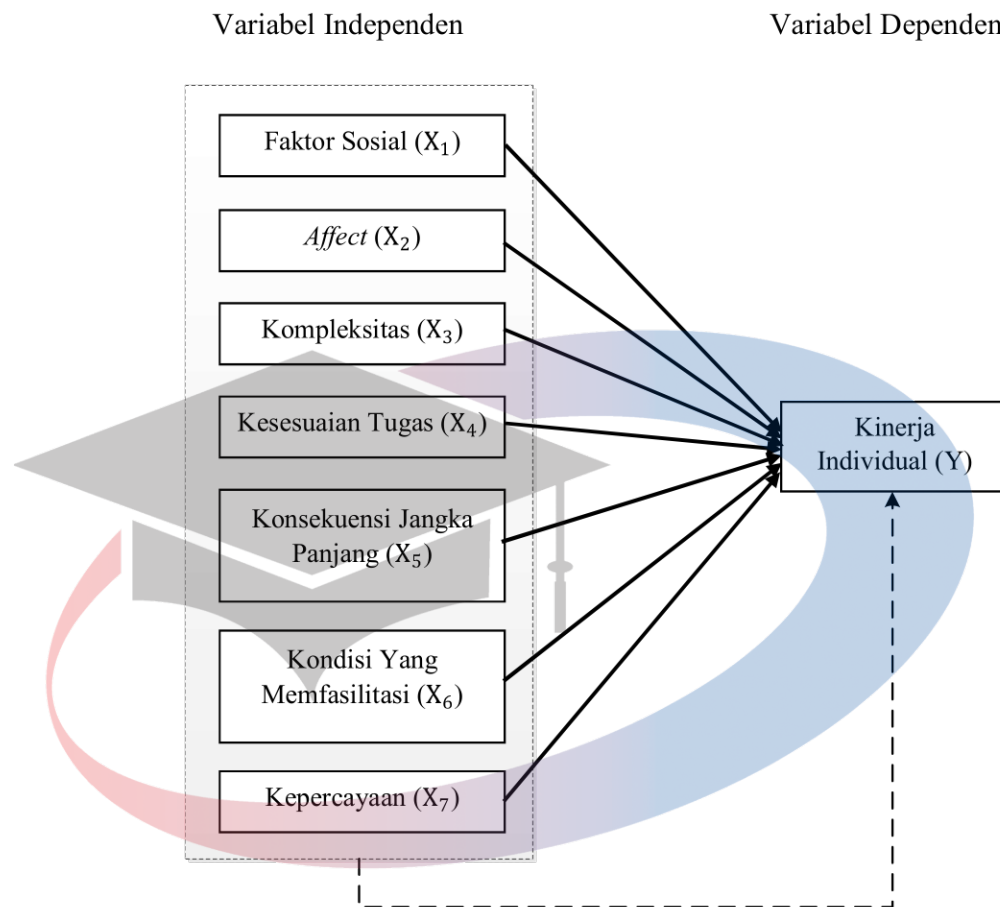 Variabel Independen
Variabel Dependen
Faktor Sosial (X₁)
Affect (X₂)
Kompleksitas (X₃)
Kesesuaian Tugas (X₄)
Konsekuensi Jangka
Panjang (X₅)
Kondisi Yang
Memfasilitasi (X₆)
Kepercayaan (X₇)
Kinerja
Individual (Y)